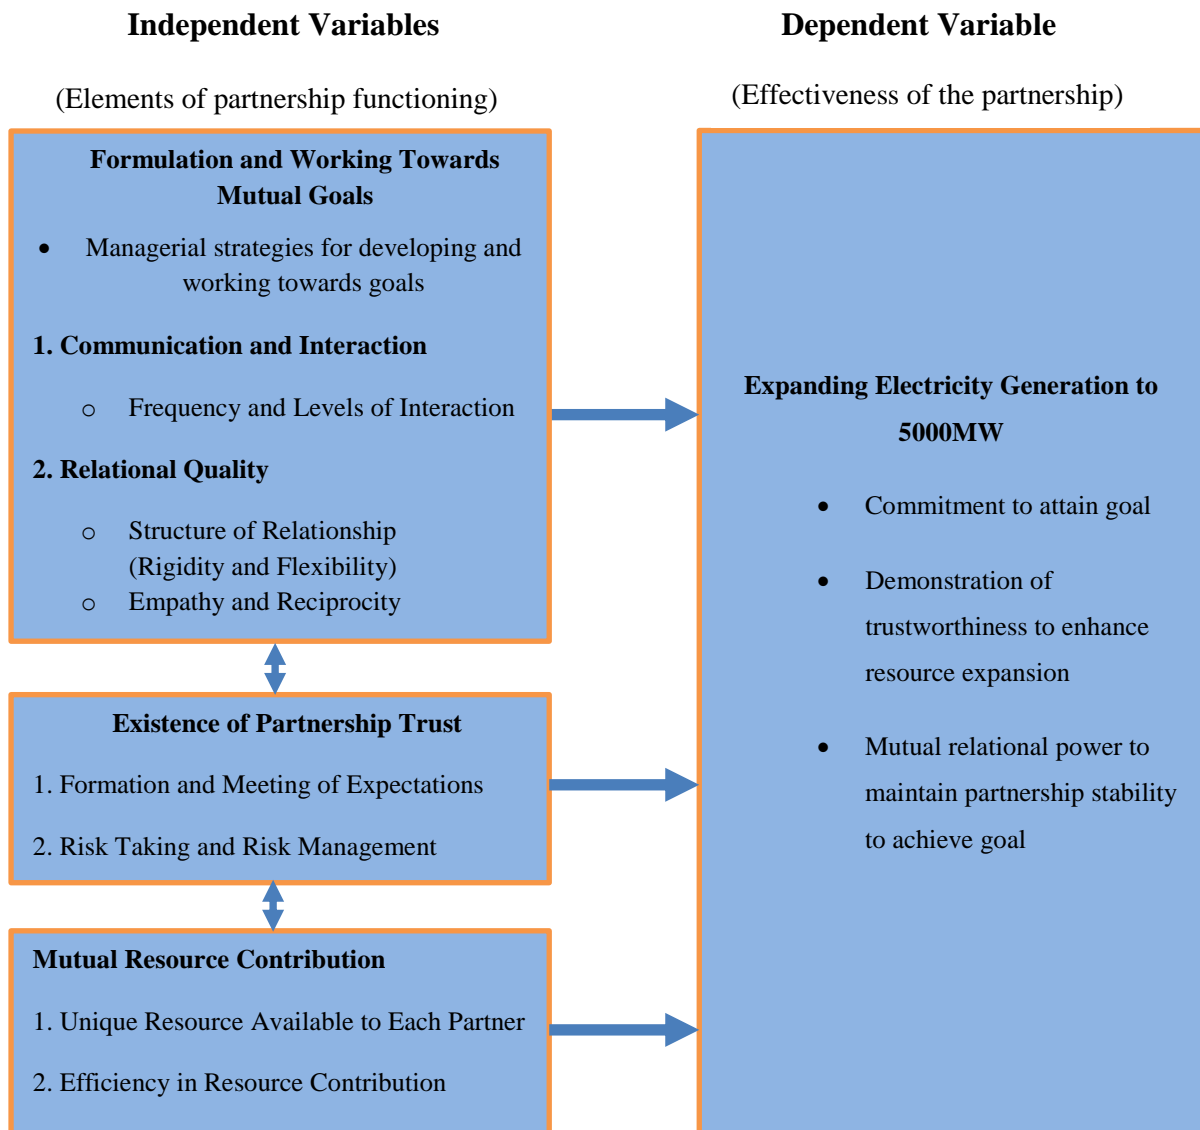 Independent Variables
(Elements of partnership functioning)
Formulation and Working Towards
Mutual Goals
• Managerial strategies for developing and
working towards goals
1. Communication and Interaction
o Frequency and Levels of Interaction
2. Relational Quality
o Structure of Relationship
(Rigidity and Flexibility)
o Empathy and Reciprocity
Existence of Partnership Trust
1. Formation and Meeting of Expectations
2. Risk Taking and Risk Management
Mutual Resource Contribution
1. Unique Resource Available to Each Partner
2. Efficiency in Resource Contribution
Dependent Variable
(Effectiveness of the partnership)
Expanding Electricity Generation to
5000MW
• Commitment to attain goal
• Demonstration of
trustworthiness to enhance
resource expansion
• Mutual relational power to
maintain partnership stability
to achieve goal